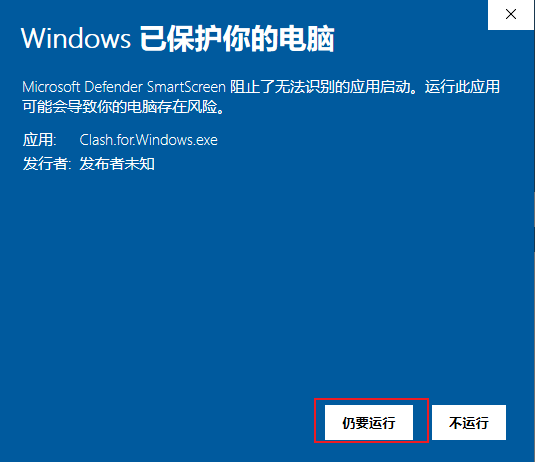 Windows 已保护你的电脑
Microsoft Defender SmartScreen 阻止了无法识别的应用启动。运行此应用
可能会导致你的电脑存在风险。
应用: Clash.for.Windows.exe
发行者: 发布者未知
仍要运行 不运行